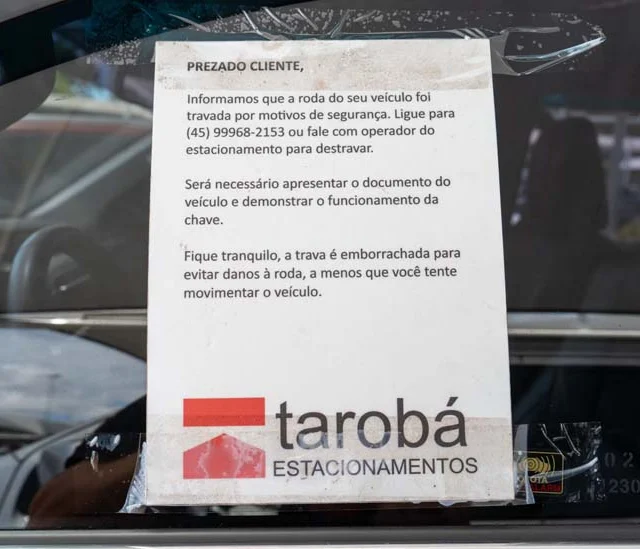 PREZADO CLIENTE,
Informamos que a roda do seu veículo foi
travada por motivos de segurança. Ligue para
(45) 99968-2153 ou fale com operador do
estacionamento para destravar.
Será necessário apresentar o documento do
veículo e demonstrar o funcionamento da
chave.
Fique tranquilo, a trava é emborrachada para
evitar danos à roda, a menos que você tente
movimentar o veículo.
tarobá
ESTACIONAMENTOS